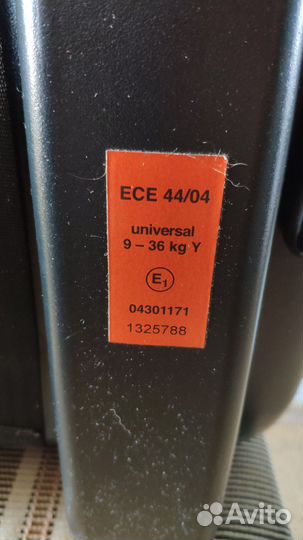 ECE 44/04
universal
9 – 36 kg Y
E1
04301171
1325788
Avito